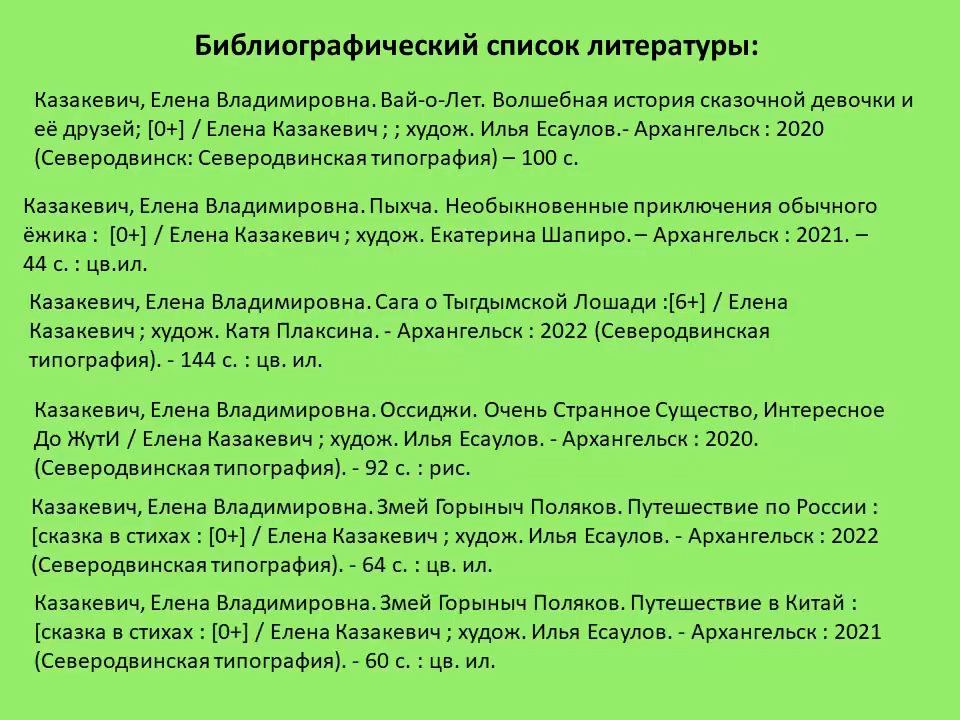 Библиографический список литературы:
Казакевич, Елена Владимировна. Вай-о-Лет. Волшебная история сказочной девочки и
её друзей; [0+] / Елена Казакевич ; ; худож. Илья Есаулов.- Архангельск : 2020
(Северодвинск: Северодвинская типография) – 100 с.
Казакевич, Елена Владимировна. Пыхча. Необыкновенные приключения обычного
ёжика : [0+] / Елена Казакевич ; худож. Екатерина Шапиро. – Архангельск : 2021. –
44 с. : цв.ил.
Казакевич, Елена Владимировна. Сага о Тыгдымской Лошади :[6+] / Елена
Казакевич ; худож. Катя Плаксина. - Архангельск : 2022 (Северодвинская
типография). - 144 с. : цв. ил.
Казакевич, Елена Владимировна. Оссиджи. Очень Странное Существо, Интересное
До ЖутИ / Елена Казакевич ; худож. Илья Есаулов. - Архангельск : 2020.
(Северодвинская типография). - 92 с. : рис.
Казакевич, Елена Владимировна. Змей Горыныч Поляков. Путешествие по России :
[сказка в стихах : [0+] / Елена Казакевич ; худож. Илья Есаулов. - Архангельск : 2022
(Северодвинская типография). - 64 с. : цв. ил.
Казакевич, Елена Владимировна. Змей Горыныч Поляков. Путешествие в Китай :
[сказка в стихах : [0+] / Елена Казакевич ; худож. Илья Есаулов. - Архангельск : 2021
(Северодвинская типография). - 60 с. : цв. ил.